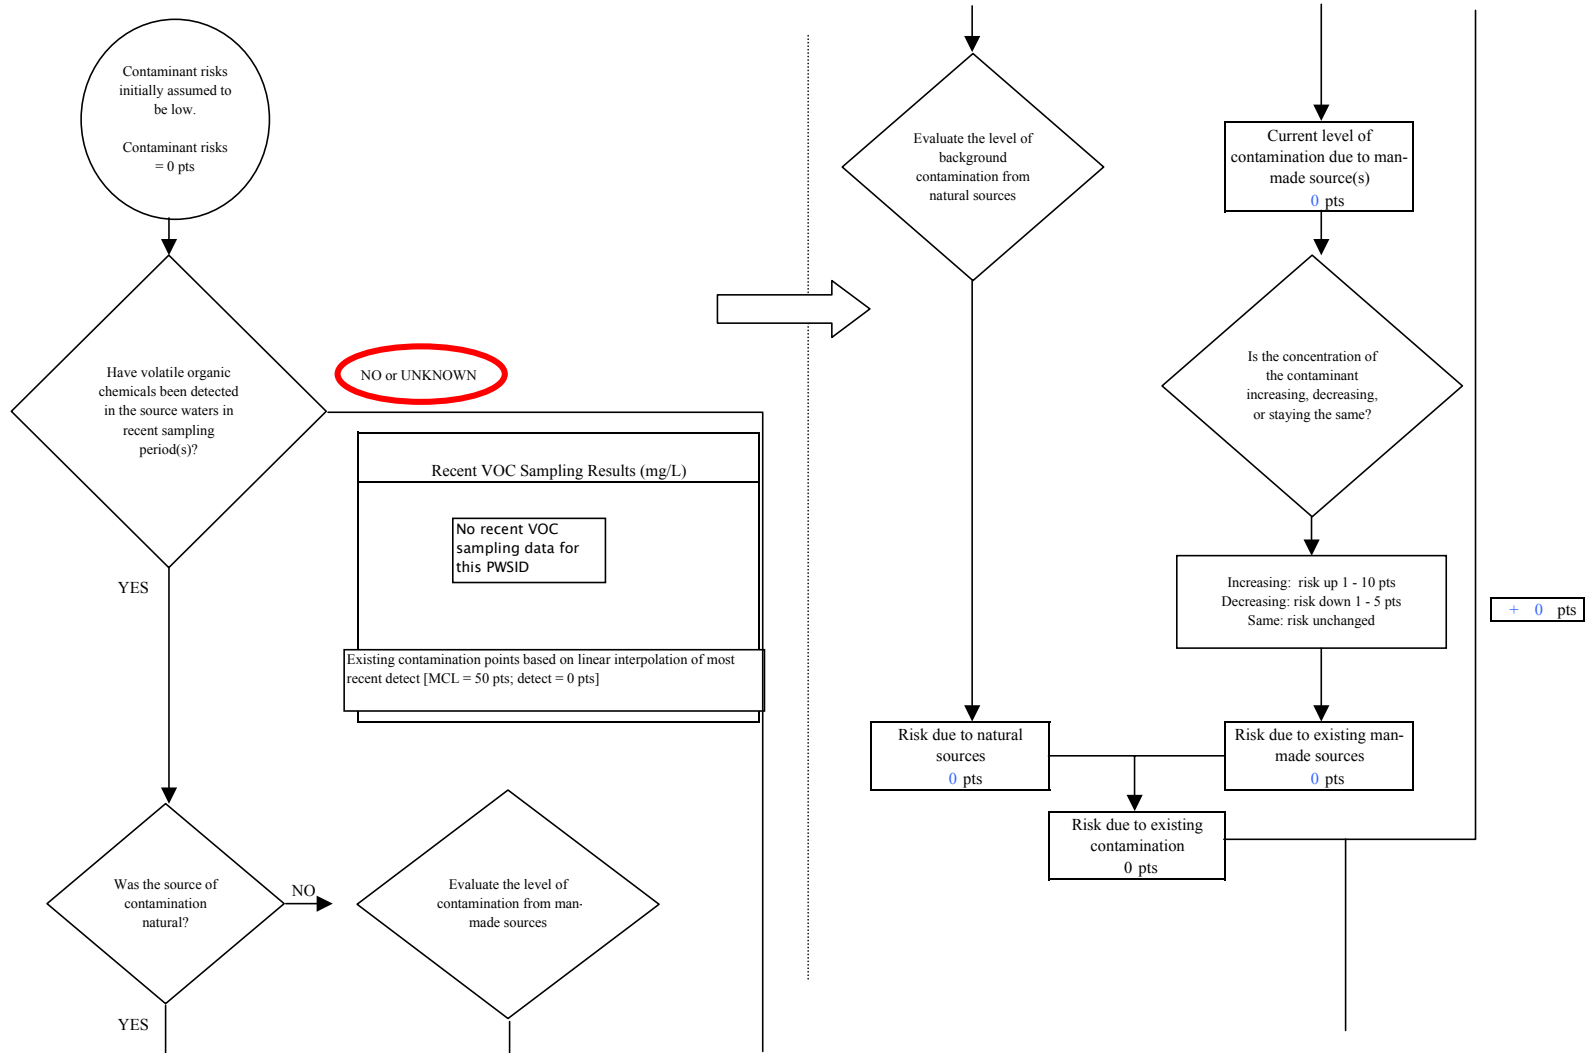 Contaminant risks
initially assumed to
be low.
Contaminant risks
= 0 pts
Have volatile organic
chemicals been detected
in the source waters in
recent sampling
period(s)?
NO or UNKNOWN
Recent VOC Sampling Results (mg/L)
No recent VOC
sampling data for
this PWSID
Existing contamination points based on linear interpolation of most
recent detect [MCL = 50 pts; detect = 0 pts]
YES
Was the source of
contamination
natural?
NO
Evaluate the level of
contamination from man-
made sources
YES
Evaluate the level of
background
contamination from
natural sources
Current level of
contamination due to man-
made source(s)
0 pts
Is the concentration of
the contaminant
increasing, decreasing,
or staying the same?
Increasing: risk up 1 - 10 pts
Decreasing: risk down 1 - 5 pts
Same: risk unchanged
+ 0 pts
Risk due to natural
sources
0 pts
Risk due to existing man-
made sources
0 pts
Risk due to existing
contamination
0 pts